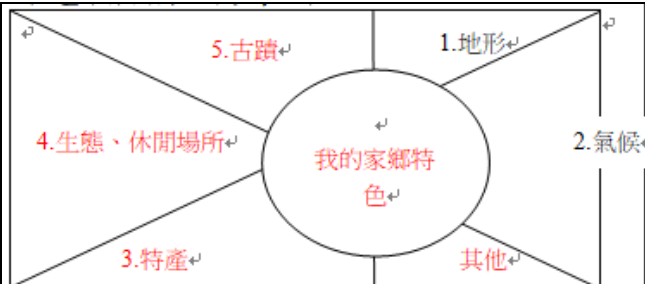 5.古蹟
1.地形
4.生態、休閒場所
我的家鄉特
色
2.氣候
3.特產
其他